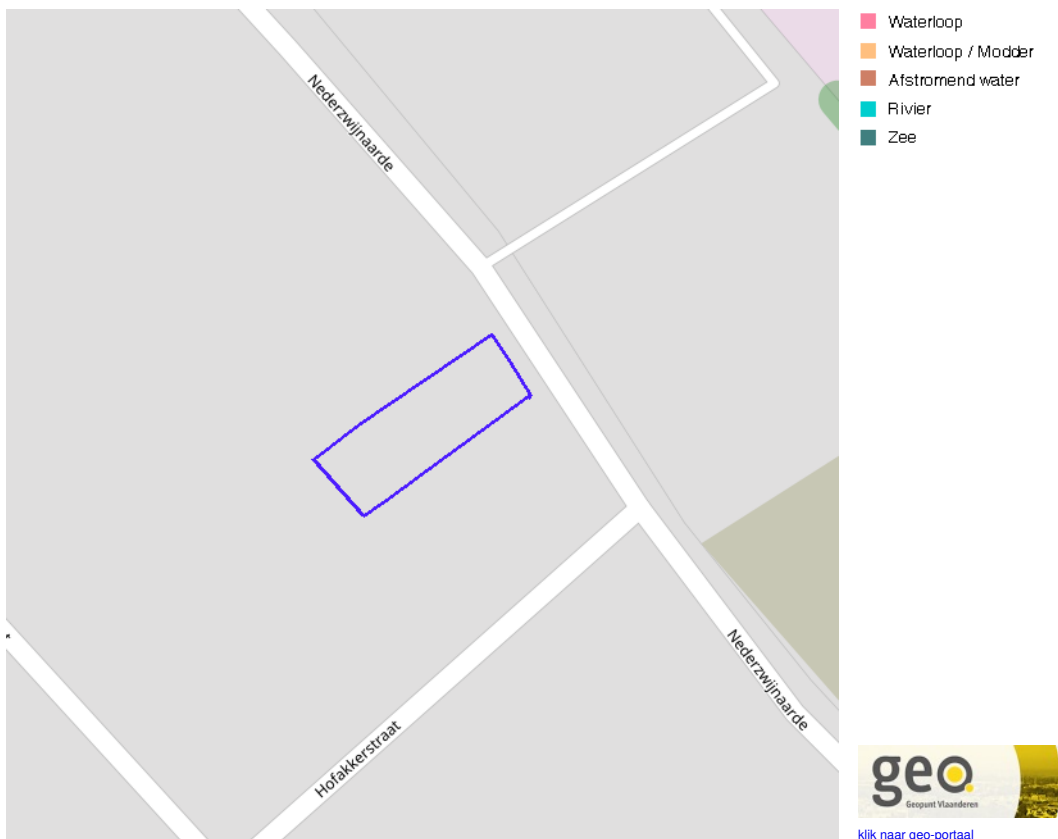 Nederzwijnaarde
Nederzwijnaarde
Hofakkerstraat
Waterloop
Waterloop / Modder
Afstromend water
Rivier
Zee
geo
Geopunt Vlaanderen
klik naar geo-portaal